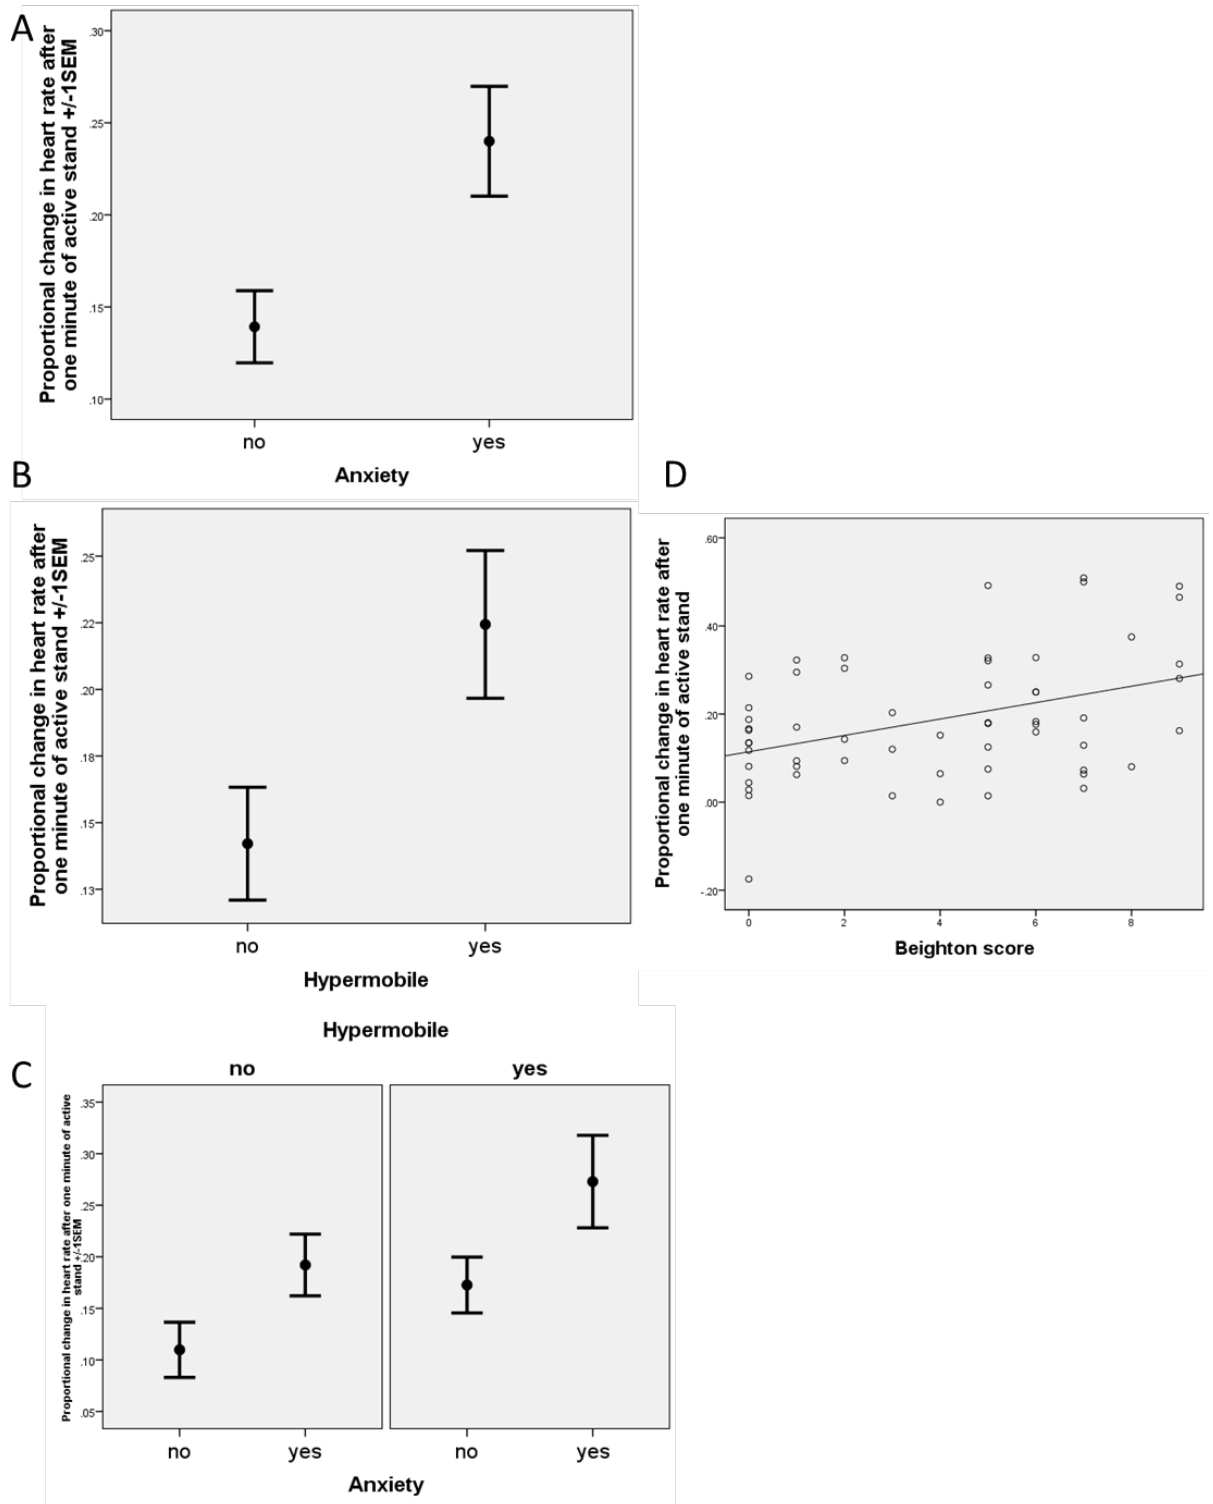 A
Proportional change in heart rate after
one minute of active stand +/-1SEM
.30
.25
.20
.15
.10
no yes
Anxiety
B
Proportional change in heart rate after
one minute of active stand +/-1SEM
.25
.22
.20
.18
.15
.13
no yes
Hypermobile
D
Proportional change in heart rate after
one minute of active stand
.60
.40
.20
.00
-.20
0 2 4 6 8
Beighton score
C
Hypermobile
no yes
Proportional change in heart rate after one minute of active
stand +/-1SEM
.35
.30
.25
.20
.15
.10
.05
no yes no yes
Anxiety